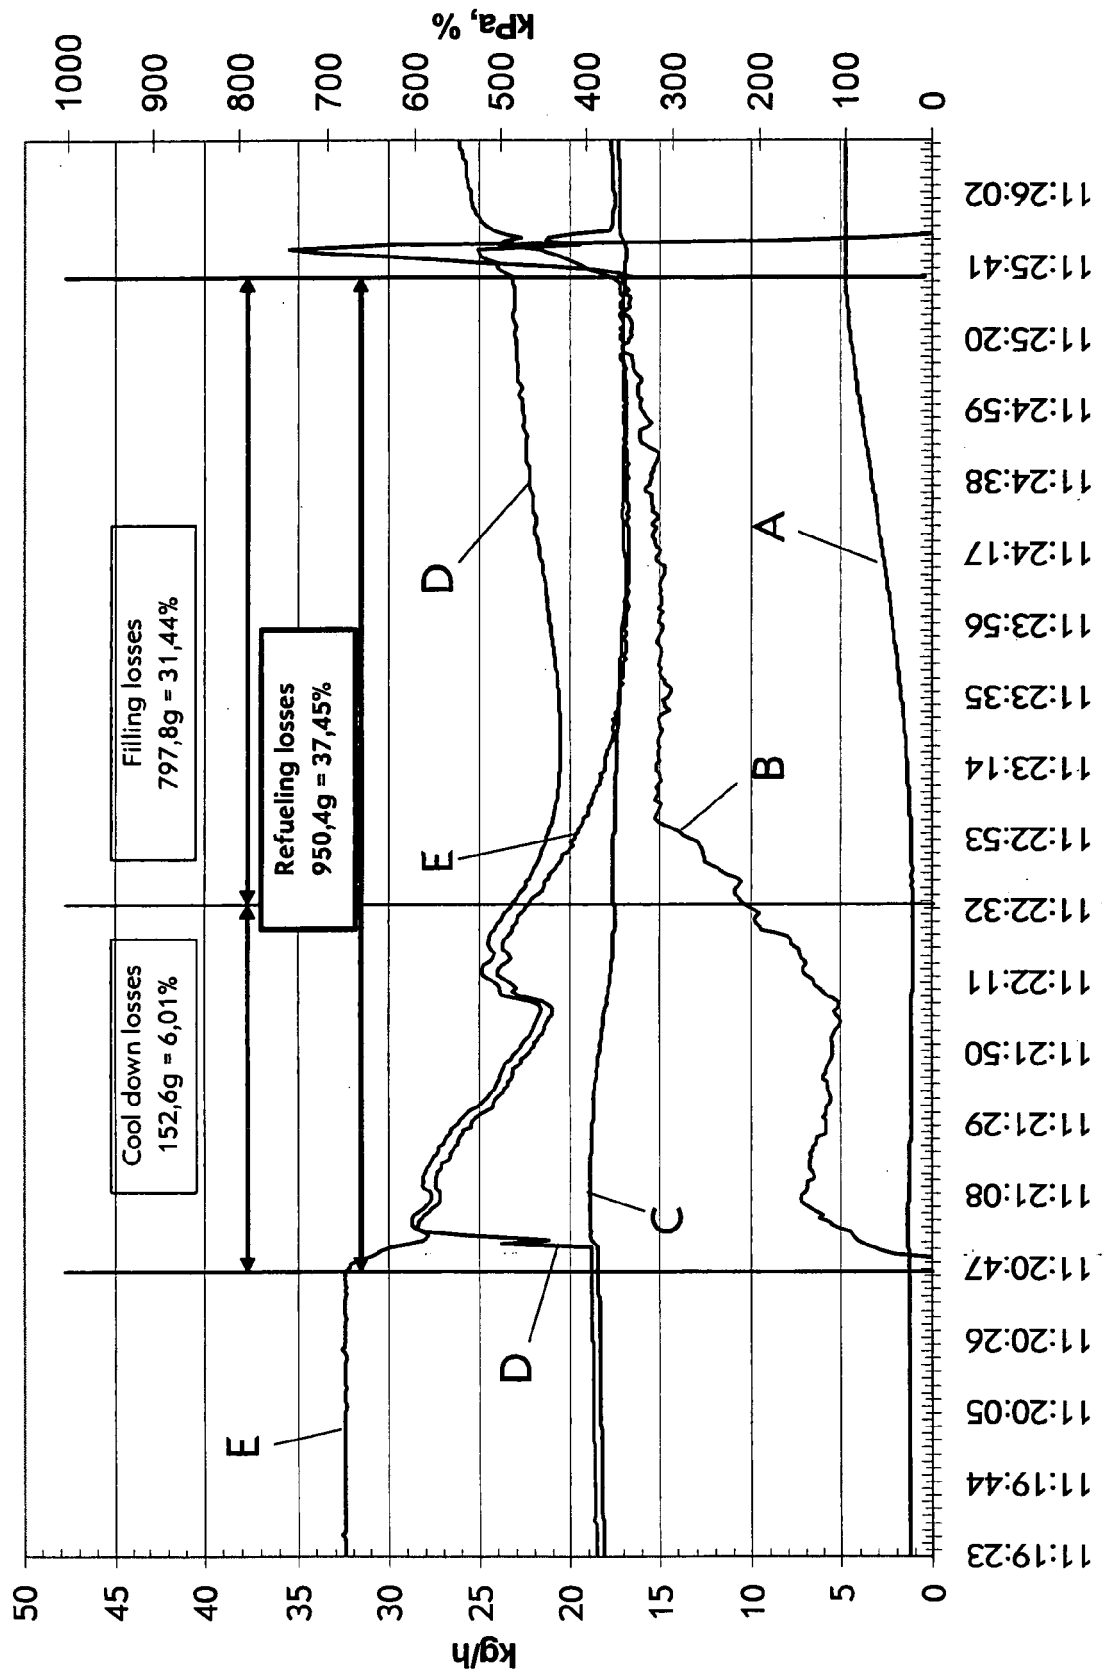 Cool down losses
152,6g = 6,01%
Filling losses
797,8g = 31,44%
Refueling losses
950,4g = 37,45%
kg/h
50
45
40
35
30
25
20
15
10
5
0
kPa, %
1000
900
800
700
600
500
400
300
200
100
0
E
D
C
E
B
D
A
11:19:23
11:19:44
11:20:05
11:20:26
11:20:47
11:21:08
11:21:29
11:21:50
11:22:11
11:22:32
11:22:53
11:23:14
11:23:35
11:23:56
11:24:17
11:24:38
11:24:59
11:25:20
11:25:41
11:26:02